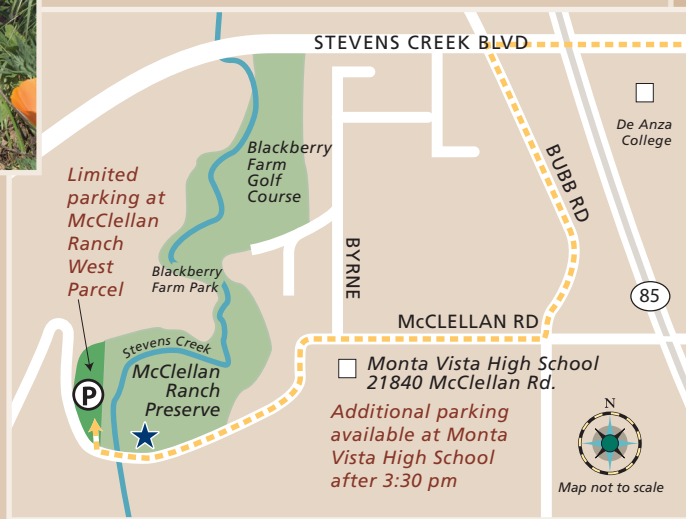 STEVENS CREEK BLVD
De Anza
College
BUBB RD
Blackberry
Farm
Golf
Course
Limited
parking at
McClellan
Ranch
West
Parcel
Blackberry
Farm Park
BYRNE
85
McCLELLAN RD
Stevens Creek
McClellan
Ranch
Preserve
P
Monta Vista High School
21840 McClellan Rd.
Additional parking
available at Monta
Vista High School
after 3:30 pm
N
Map not to scale